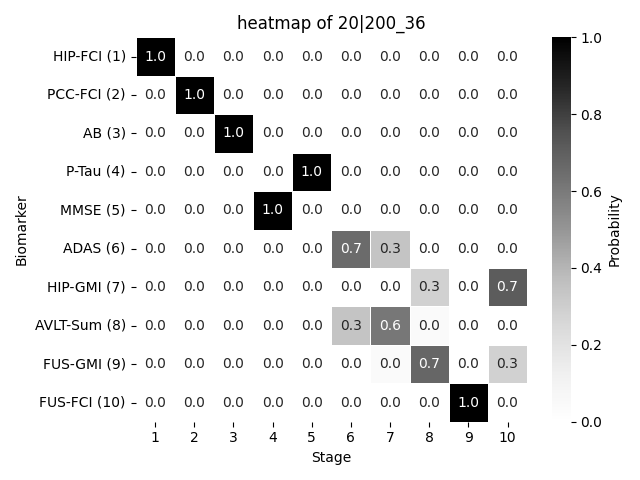 heatmap of 20|200_36
HIP-FCI (1) 1.0 0.0 0.0 0.0 0.0 0.0 0.0 0.0 0.0 0.0
PCC-FCI (2) 0.0 1.0 0.0 0.0 0.0 0.0 0.0 0.0 0.0 0.0
AB (3) 0.0 0.0 1.0 0.0 0.0 0.0 0.0 0.0 0.0 0.0
P-Tau (4) 0.0 0.0 0.0 0.0 1.0 0.0 0.0 0.0 0.0 0.0
MMSE (5) 0.0 0.0 0.0 1.0 0.0 0.0 0.0 0.0 0.0 0.0
ADAS (6) 0.0 0.0 0.0 0.0 0.0 0.7 0.3 0.0 0.0 0.0
HIP-GMI (7) 0.0 0.0 0.0 0.0 0.0 0.0 0.0 0.3 0.0 0.7
AVLT-Sum (8) 0.0 0.0 0.0 0.0 0.0 0.3 0.6 0.0 0.0 0.0
FUS-GMI (9) 0.0 0.0 0.0 0.0 0.0 0.0 0.0 0.7 0.0 0.3
FUS-FCI (10) 0.0 0.0 0.0 0.0 0.0 0.0 0.0 0.0 1.0 0.0
1 2 3 4 5 6 7 8 9 10
Stage
Biomarker
1.0
0.8
0.6
0.4
0.2
0.0
Probability